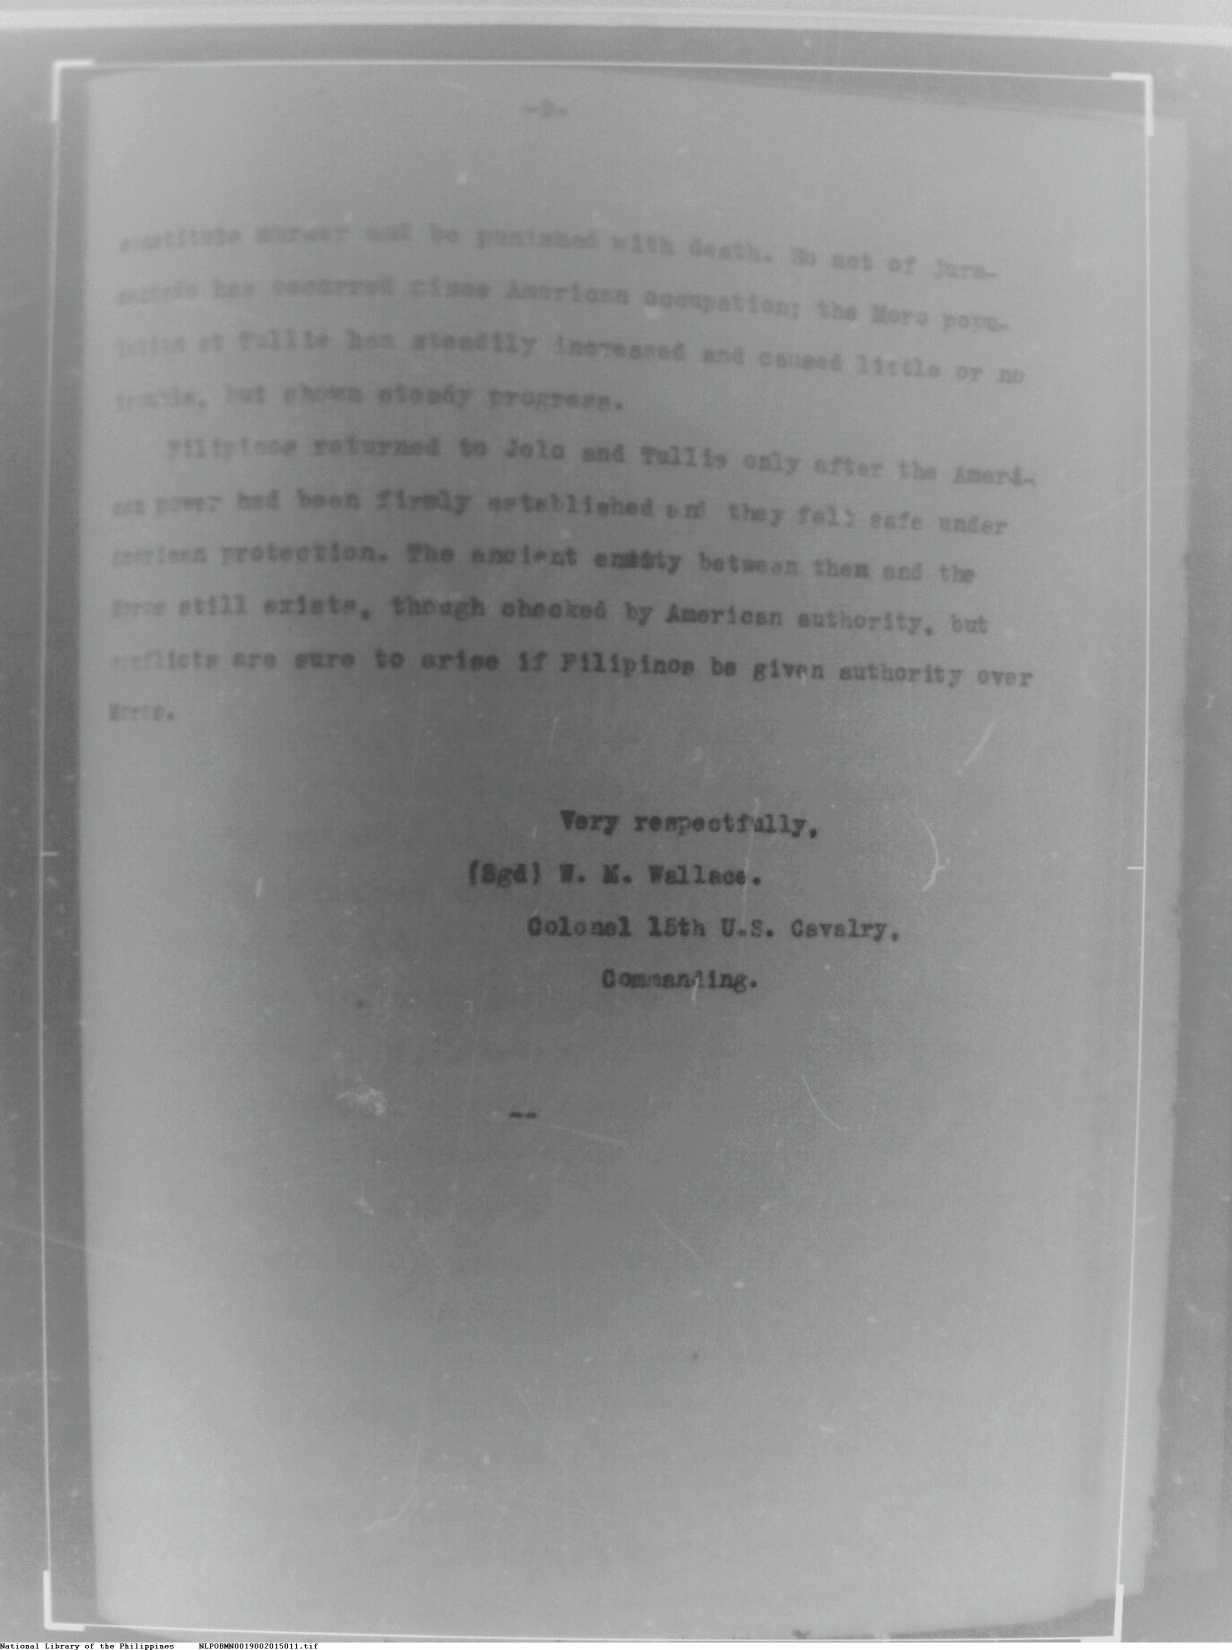 constitute murder and be punished with death. No act of jura-
mentado has occurred since American occupation; the Moro popu-
lation at Tullie has steadily increased and caused little or no
trouble, but shown steady progress.
Filipinos returned to Jolo and Tullie only after the Ameri-
can power had been firmly established and they felt safe under
American protection. The ancient enmity between them and the
Moros still exists, though checked by American authority, but
conflicts are sure to arise if Filipinos be given authority over
Moros.
Very respectfully,
(Sgd) W. M. Wallace.
Colonel 15th U.S. Cavalry,
Commanding.
--
National Library of the Philippines NLPOBMN0019002015011.tif